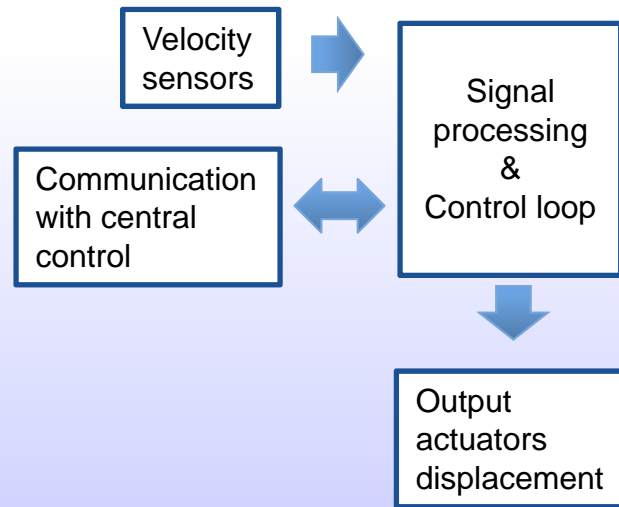 Velocity
sensors
Signal
processing
&
Control loop
Communication
with central
control
Output
actuators
displacement